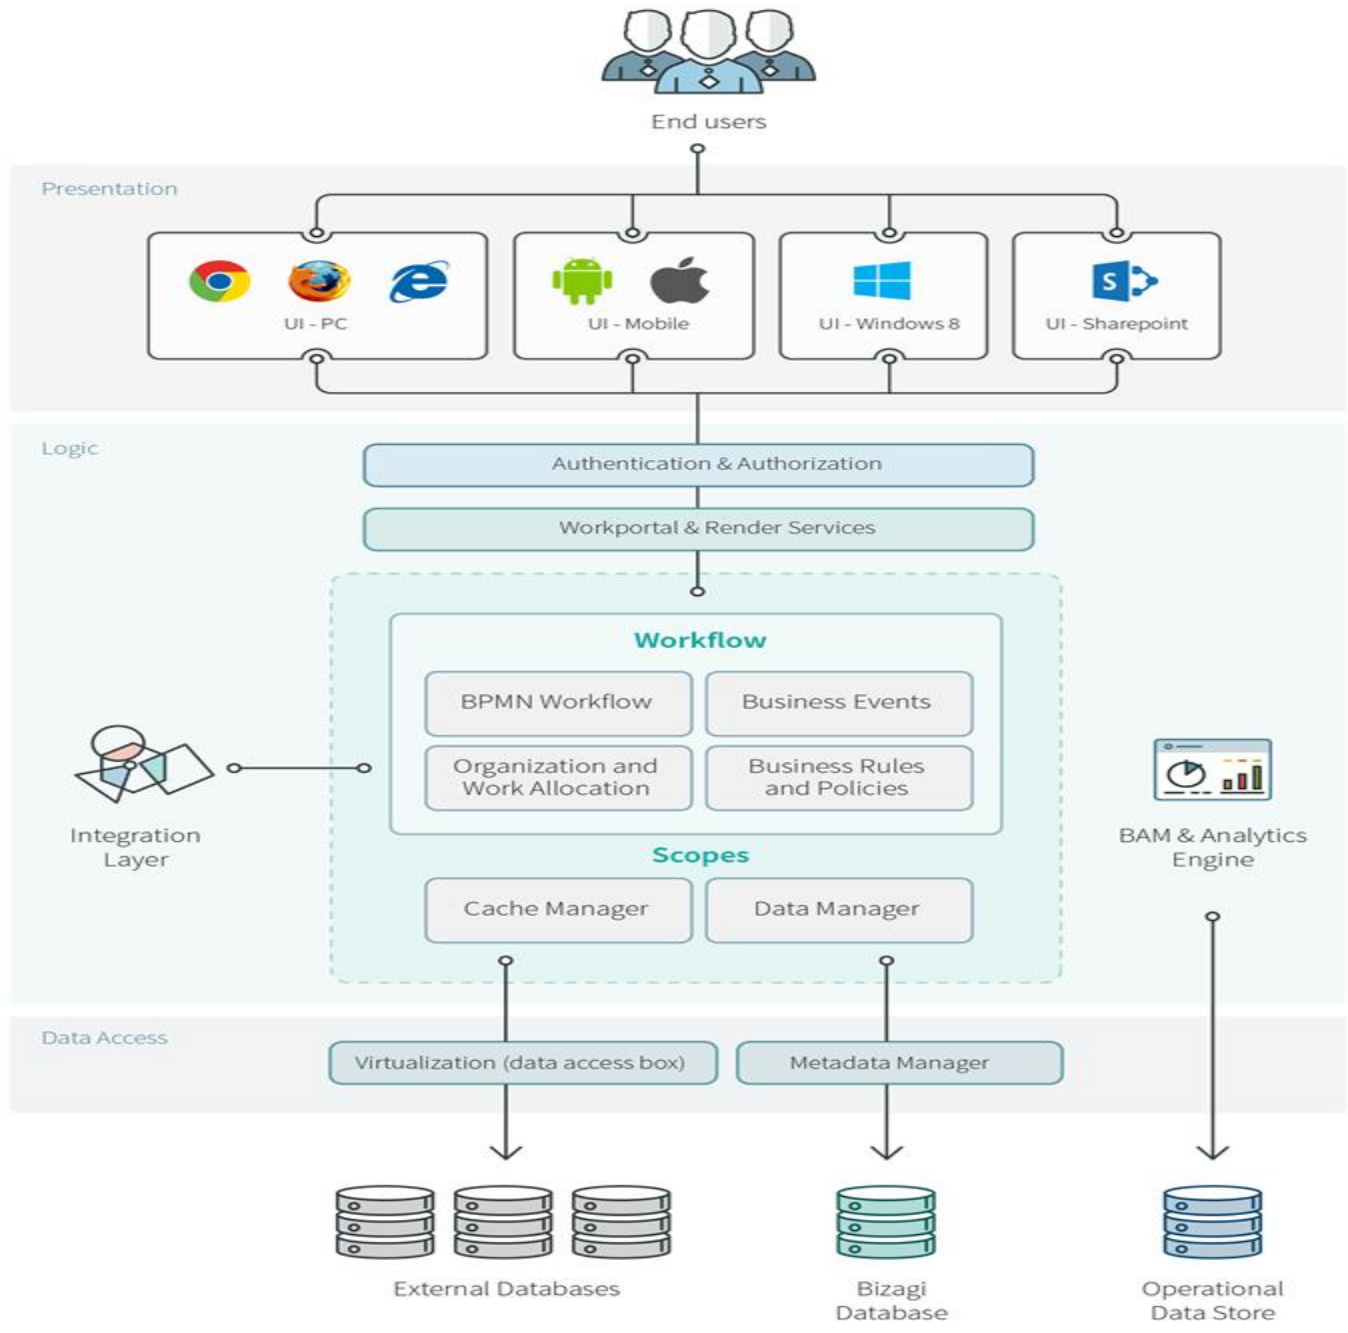 End users
Presentation
UI - PC
UI - Mobile
UI - Windows 8
UI - Sharepoint
Logic
Authentication & Authorization
Workportal & Render Services
Workflow
BPMN Workflow
Business Events
Organization and
Work Allocation
Business Rules
and Policies
Integration
Layer
BAM & Analytics
Engine
Scopes
Cache Manager
Data Manager
Data Access
Virtualization (data access box)
Metadata Manager
External Databases
Bizagi
Database
Operational
Data Store